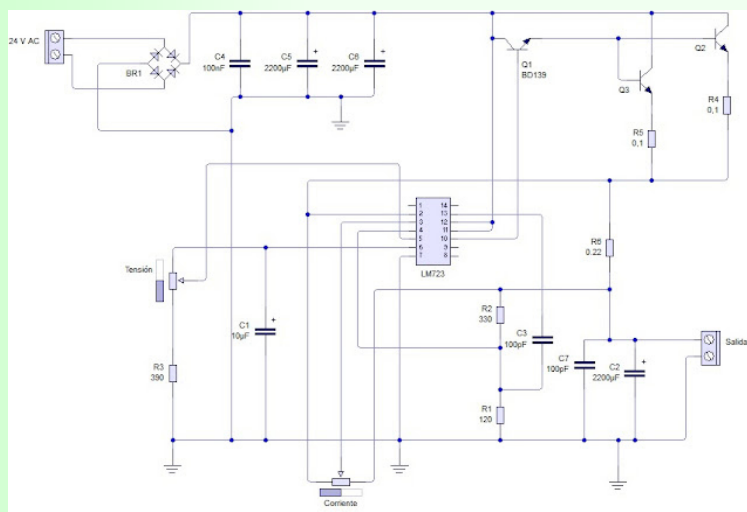 24 V AC
BR1
C4
100nF
C5
+
2200µF
C6
+
2200µF
Q1
BD139
Q2
Q3
R4
0,1
R5
0,1
1
2
3
4
5
6
7
14
13
12
11
10
9
8
LM723
R6
0.22
Tensión
R3
390
C1
+
10µF
R2
330
C3
100pF
R1
120
C7
100pF
C2
+
2200µF
Salida
Corriente